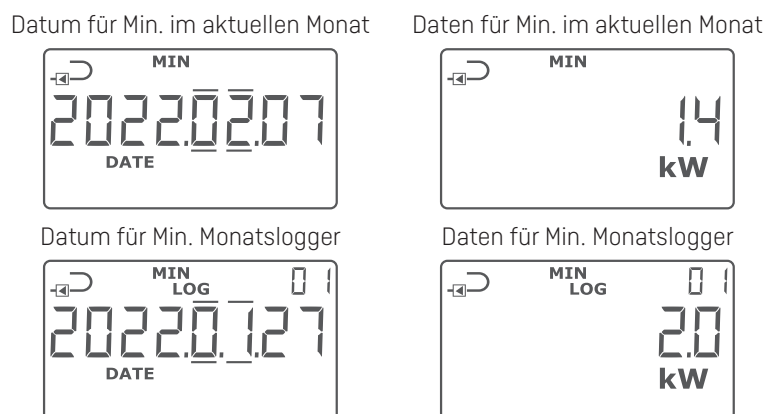 Datum für Min. im aktuellen Monat
MIN
2022.02.07
DATE
Daten für Min. im aktuellen Monat
MIN
1.4
kW
Datum für Min. Monatslogger
MIN
LOG 01
2022.01.27
DATE
Daten für Min. Monatslogger
MIN
LOG 01
2.0
kW